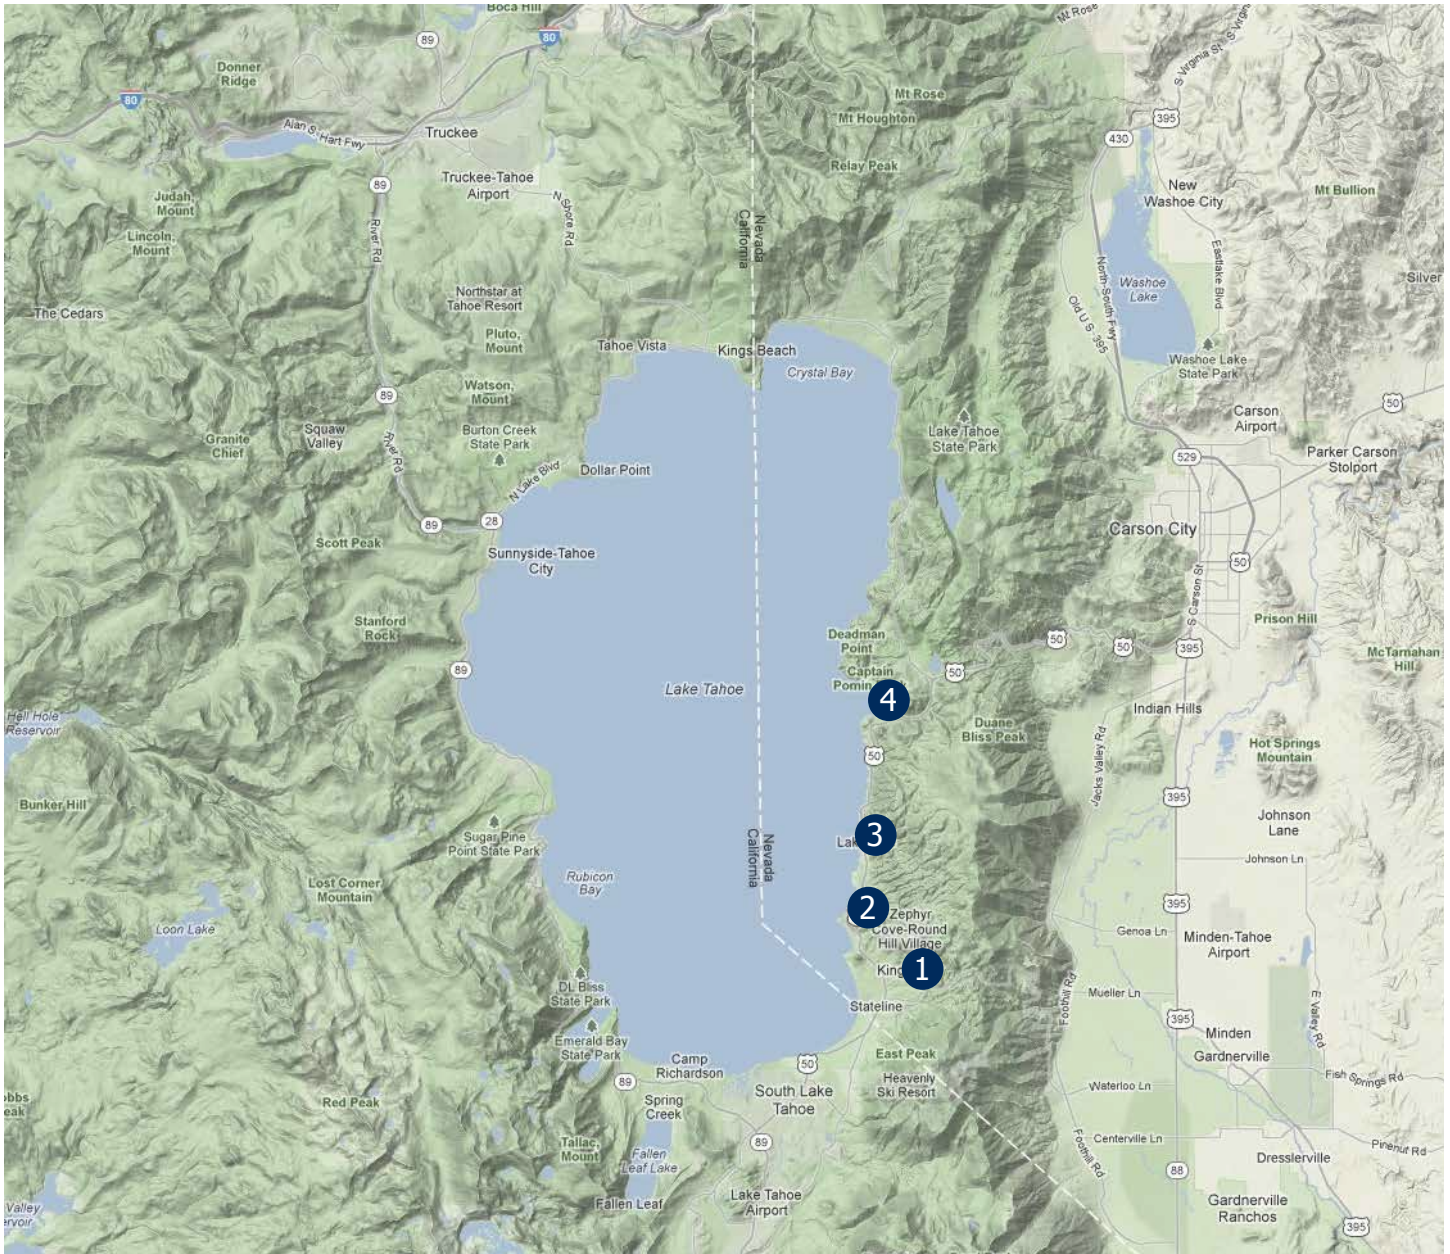 Boca Hill
Mt Rose
S Virginia St
S Virginia
89
80
Donner
Ridge
80
Alan S Hart Fwy
Truckee
Mt Rose
Mt Houghton
395
430
Relay Peak
Truckee-Tahoe
Airport
89
New
Washoe City
Mt Bullion
Judah,
Mount
N Shore Rd
River Rd
Nevada
California
Lincoln,
Mount
Eastlake Blvd
North-South Fwy
Washoe
Lake
Silver
Northstar at
Tahoe Resort
Old U.S. 395
The Cedars
Pluto,
Mount
Tahoe Vista
Kings Beach
Crystal Bay
Washoe Lake
State Park
Watson,
Mount
89
50
Squaw
Valley
Burton Creek
State Park
Lake Tahoe
State Park
Carson
Airport
Granite
Chief
River Rd
529
Parker Carson
Stolport
Dollar Point
N Lake Blvd
89
28
Carson City
Scott Peak
Sunnyside-Tahoe
City
50
S Carson St
Stanford
Rock
Prison Hill
Deadman
Point
50
50
395
McTarnahan
Hill
89
Captain
Pomin
50
Lake Tahoe
4
Indian Hills
Hell Hole
Reservoir
Duane
Bliss Peak
Jacks Valley Rd
Hot Springs
Mountain
50
395
Bunker Hill
Johnson
Lane
Sugar Pine
Point State Park
Nevada
California
3
Johnson Ln
Lost Corner
Mountain
Rubicon
Bay
395
2
Zephyr
Cove-Round
Hill Village
Loon Lake
Genoa Ln
Minden-Tahoe
Airport
1
DL Bliss
State Park
Mueller Ln
Foothill Rd
E Valley Rd
Stateline
395
Minden
Emerald Bay
State Park
East Peak
Gardnerville
Camp
Richardson
50
Heavenly
Ski Resort
Fish Springs Rd
89
Waterloo Ln
South Lake
Tahoe
Red Peak
Spring
Creek
Tallac,
Mount
89
Centerville Ln
Foothill Rd
Pinenut Rd
Fallen
Leaf Lake
Dresslerville
88
Lake Tahoe
Airport
Fallen Leaf
Gardnerville
Ranchos
Valley
395